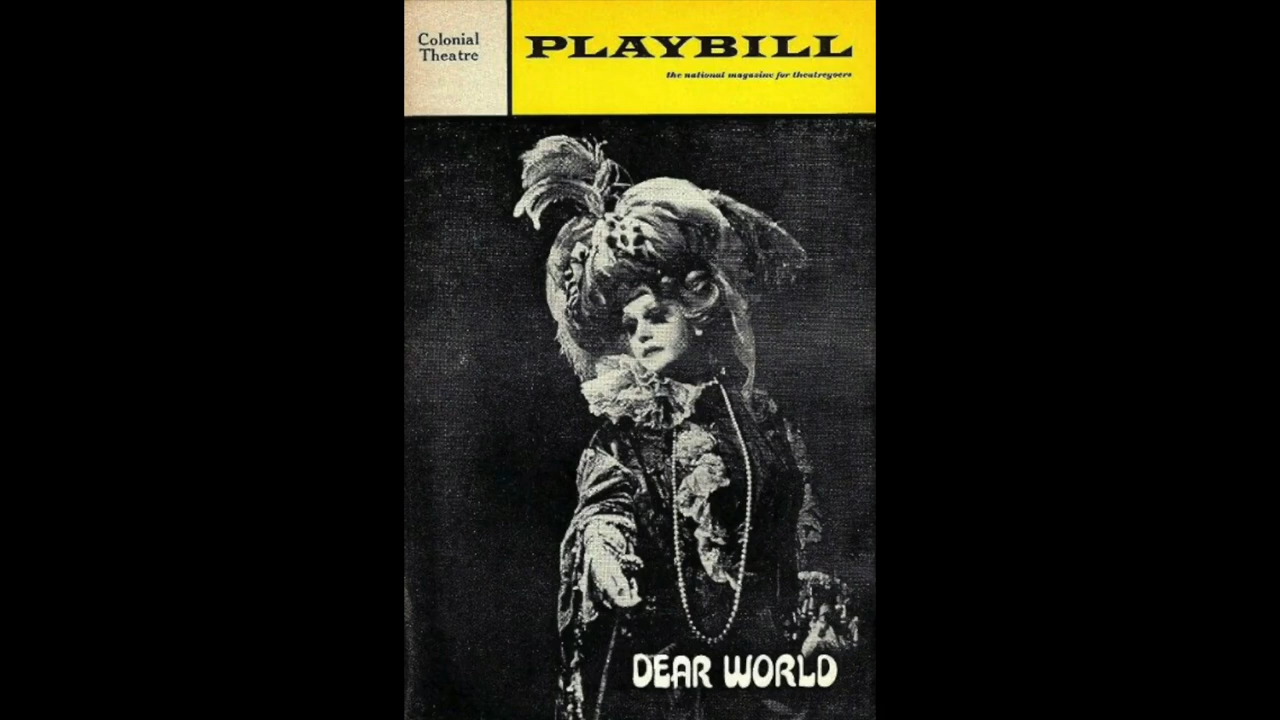 Colonial
Theatre
PLAYBILL
the national magazine for theatregoers
DEAR WORLD